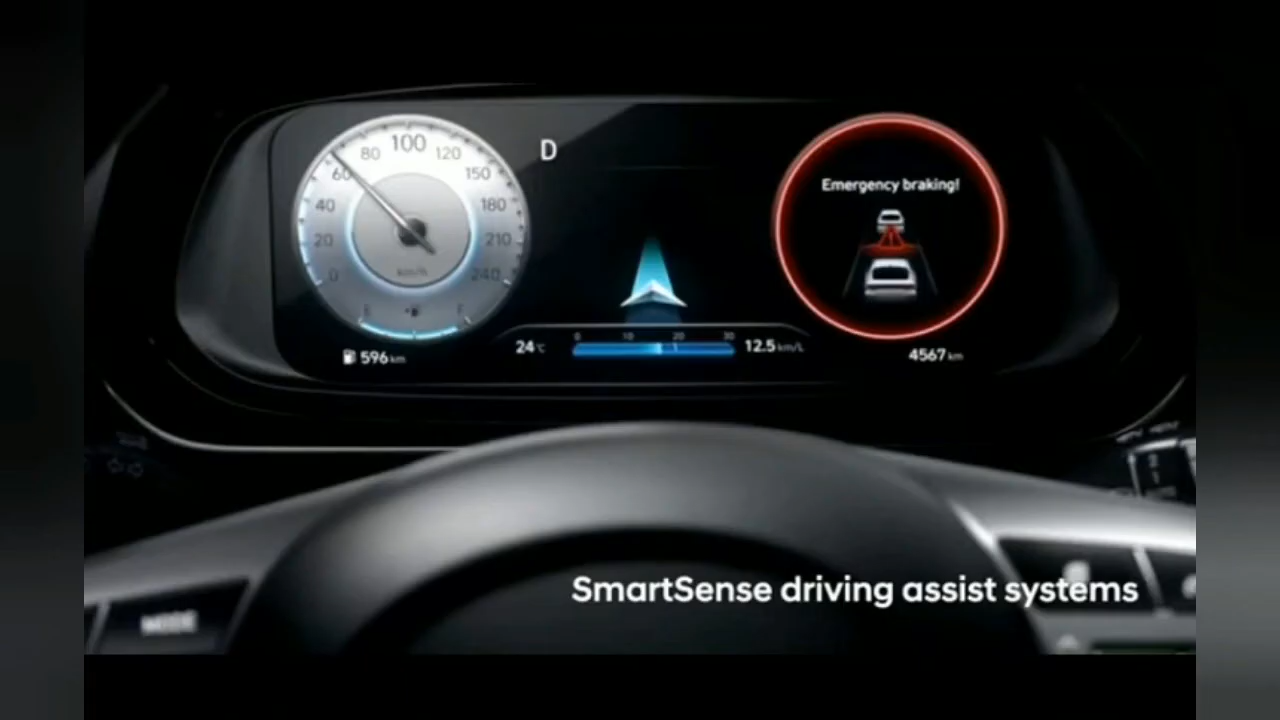 100
80
120
60
150
40
180
20
210
0
240
km/h
E
F
D
Emergency braking!
0
10
20
30
24°C
12.5 km/L
596 km
4567 km
MODE
SmartSense driving assist systems